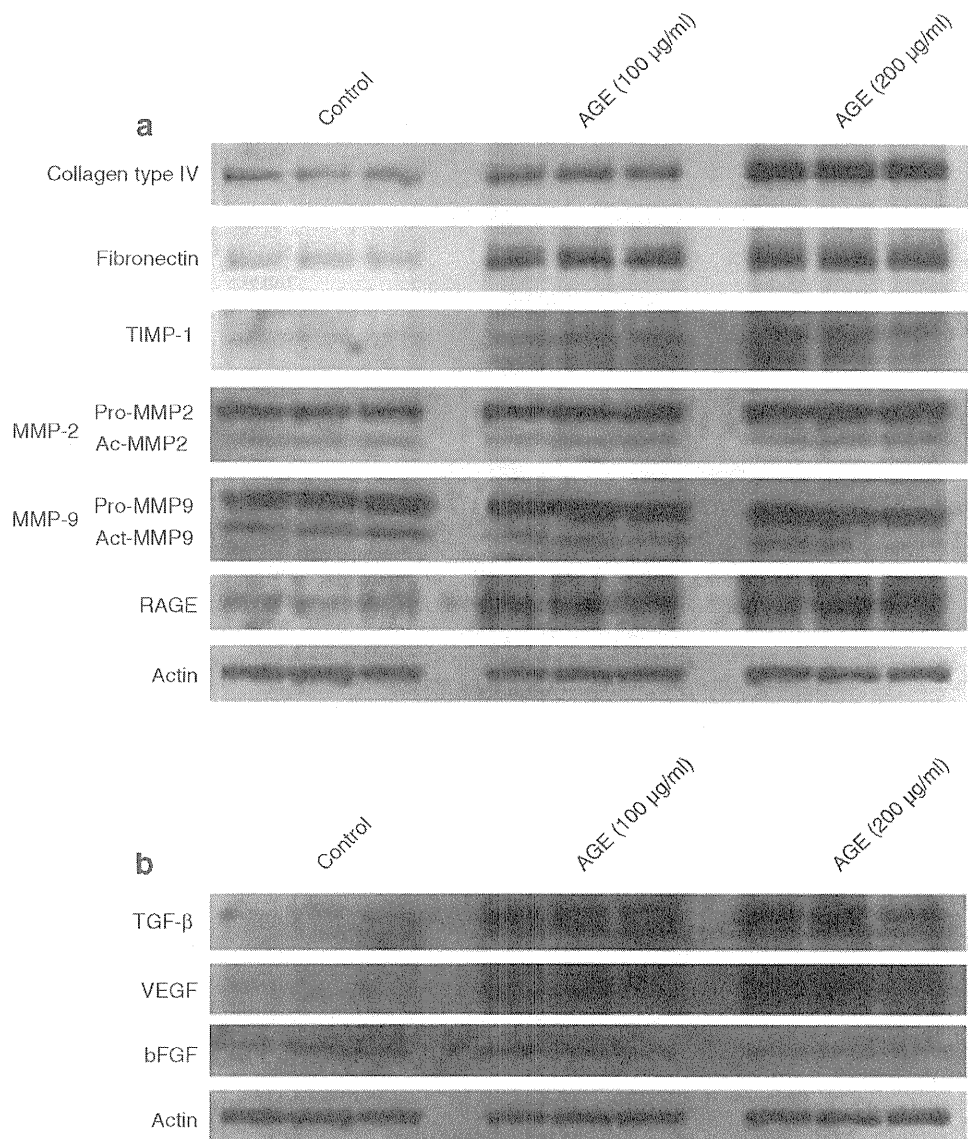 a
Control
AGE (100 µg/ml)
AGE (200 µg/ml)
Collagen type IV
Fibronectin
TIMP-1
MMP-2
Pro-MMP2
Ac-MMP2
MMP-9
Pro-MMP9
Act-MMP9
RAGE
Actin
b
Control
AGE (100 µg/ml)
AGE (200 µg/ml)
TGF-β
VEGF
bFGF
Actin